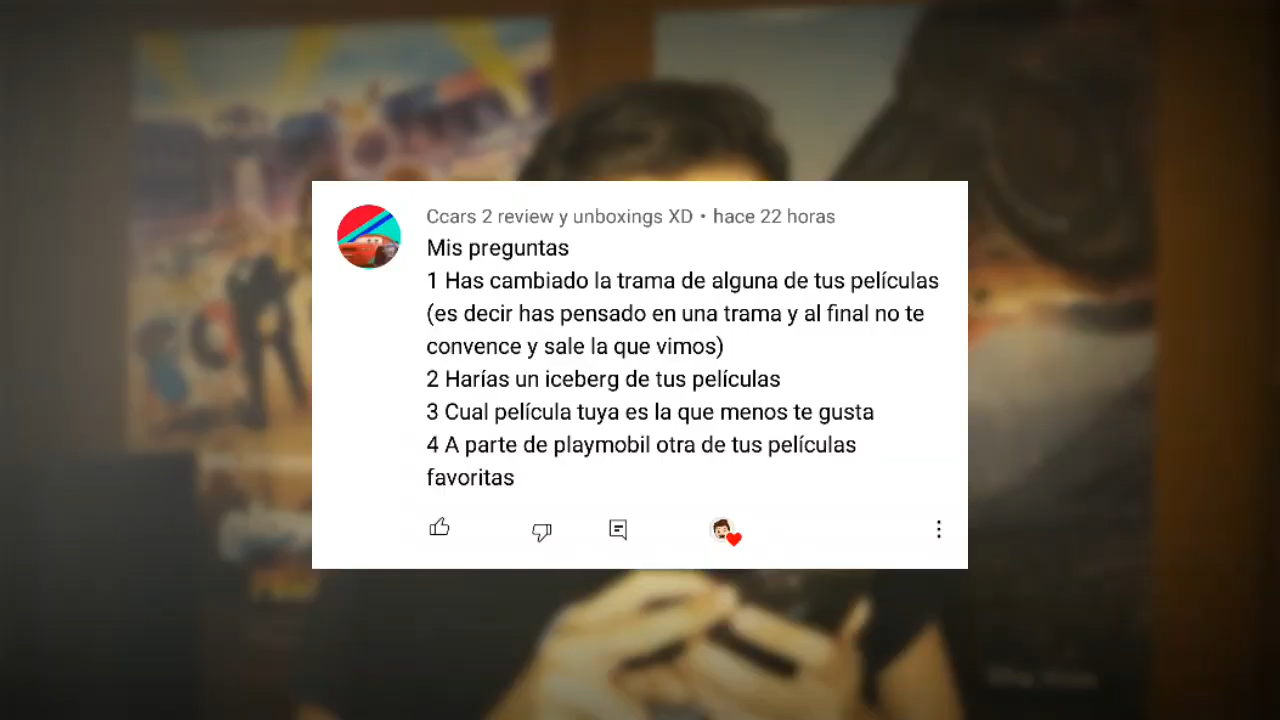 Ccars 2 review y unboxings XD • hace 22 horas
Mis preguntas
1 Has cambiado la trama de alguna de tus películas
(es decir has pensado en una trama y al final no te
convence y sale la que vimos)
2 Harías un iceberg de tus películas
3 Cual película tuya es la que menos te gusta
4 A parte de playmobil otra de tus películas
favoritas